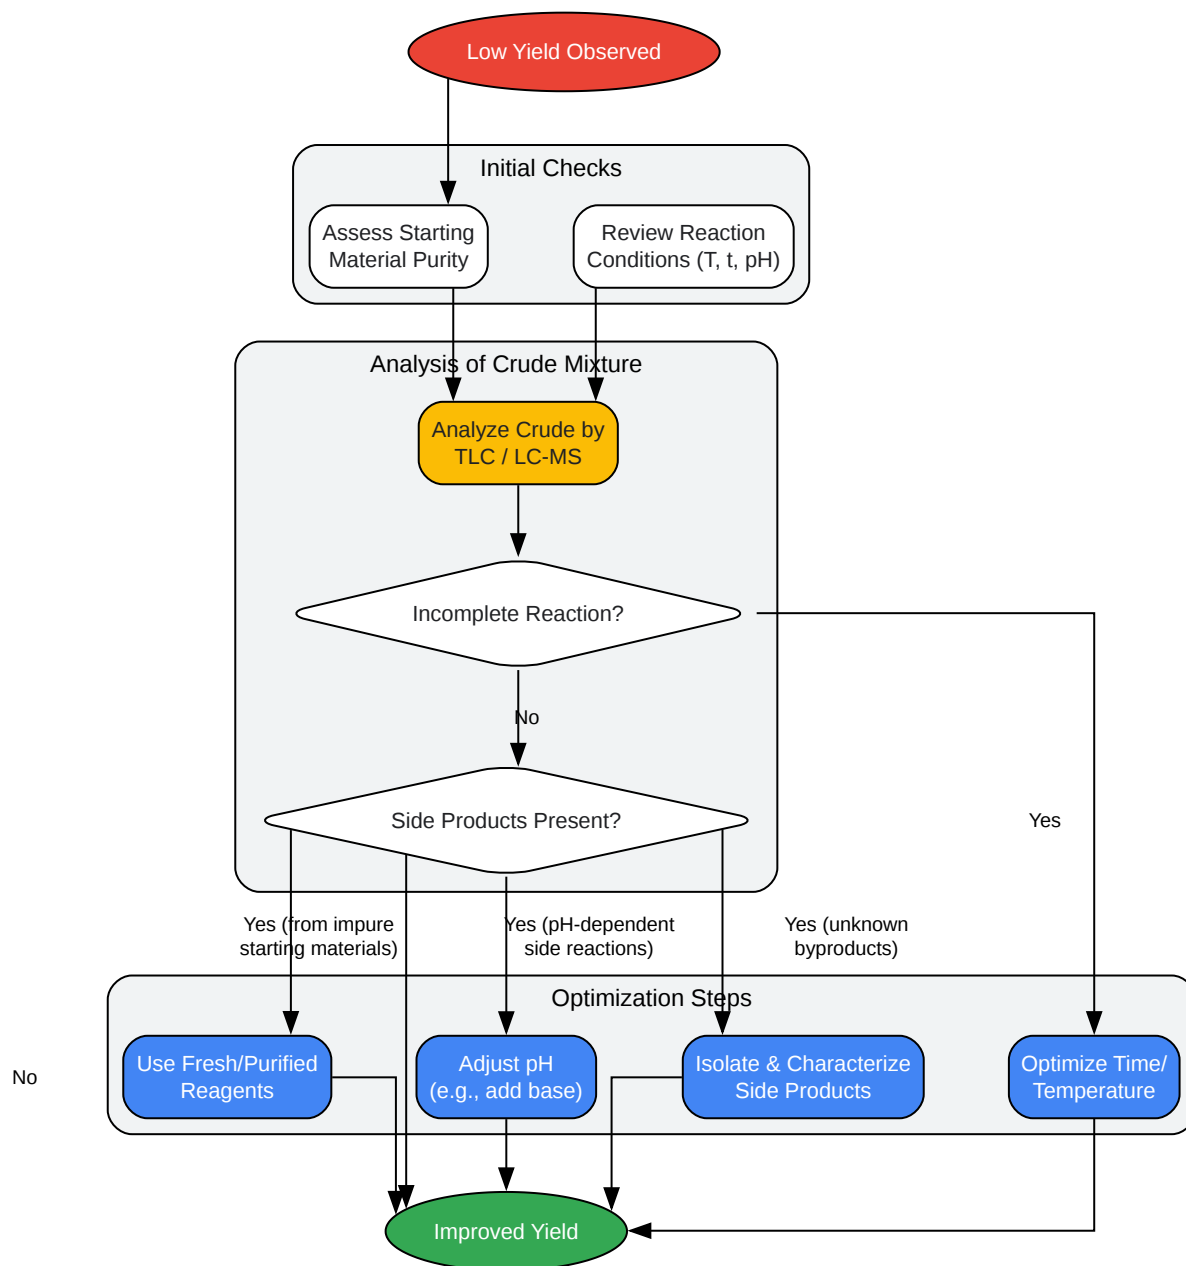 Low Yield Observed
Initial Checks
Assess Starting
Material Purity
Review Reaction
Conditions (T, t, pH)
Analysis of Crude Mixture
Analyze Crude by
TLC / LC-MS
Incomplete Reaction?
No
Side Products Present?
Yes
Yes (from impure
starting materials)
Yes (pH-dependent
side reactions)
Yes (unknown
byproducts)
Optimization Steps
No
Use Fresh/Purified
Reagents
Adjust pH
(e.g., add base)
Isolate & Characterize
Side Products
Optimize Time/
Temperature
Improved Yield